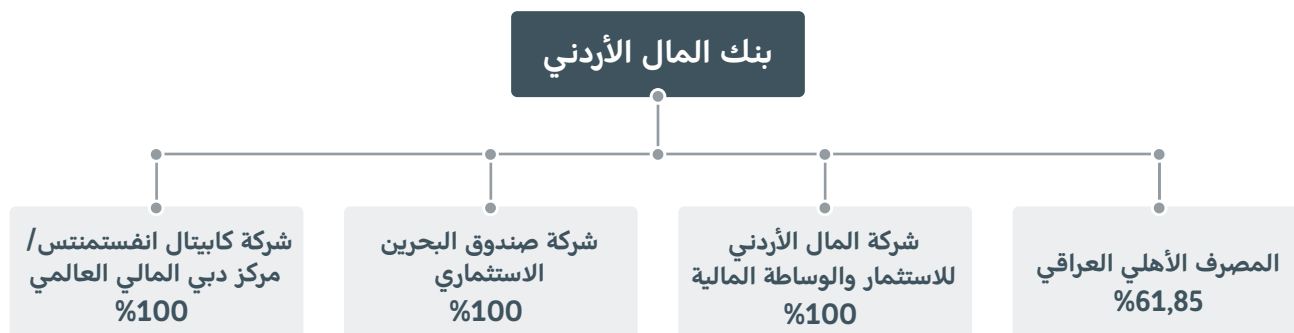 بنك المال الأردني
المصرف الأهلي العراقي
%61,85
شركة المال الأردني
للاستثمار والوساطة المالية
%100
شركة صندوق البحرين
الاستثماري
%100
شركة كابيتال انفستمنتس/
مركز دبي المالي العالمي
%100